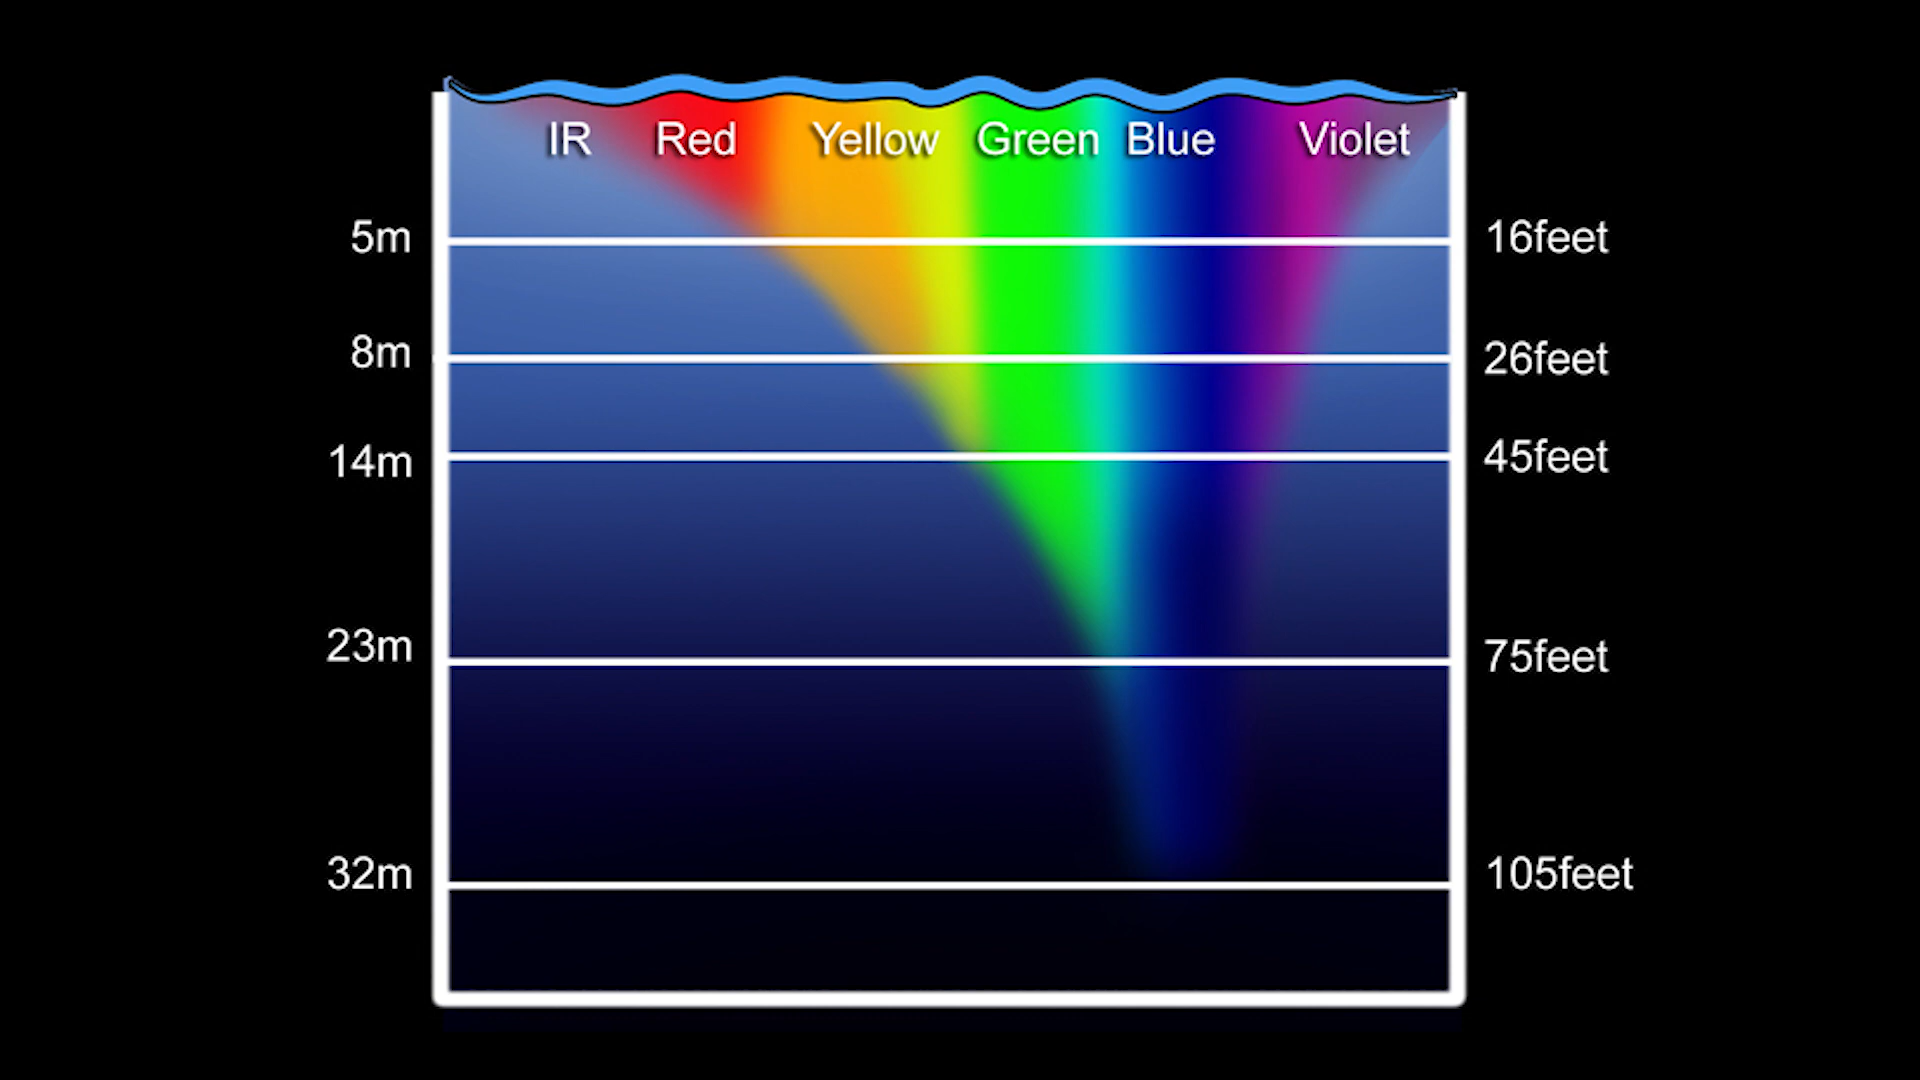 IR Red Yellow Green Blue Violet
5m 16feet
8m 26feet
14m 45feet
23m 75feet
32m 105feet